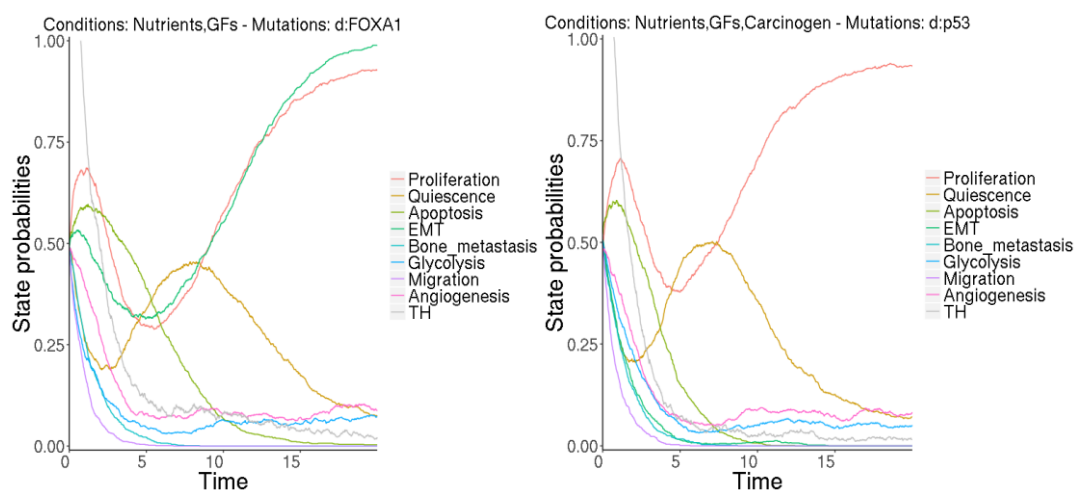 Conditions: Nutrients,GFs - Mutations: d:FOXA1
1.00
0.75
0.50
0.25
0.00
State probabilities
0
5
10
15
Time
Proliferation
Quiescence
Apoptosis
EMT
Bone_metastasis
Glycolysis
Migration
Angiogenesis
TH
Conditions: Nutrients,GFs,Carcinogen - Mutations: d:p53
1.00
0.75
0.50
0.25
0.00
State probabilities
0
5
10
15
Time
Proliferation
Quiescence
Apoptosis
EMT
Bone_metastasis
Glycolysis
Migration
Angiogenesis
TH